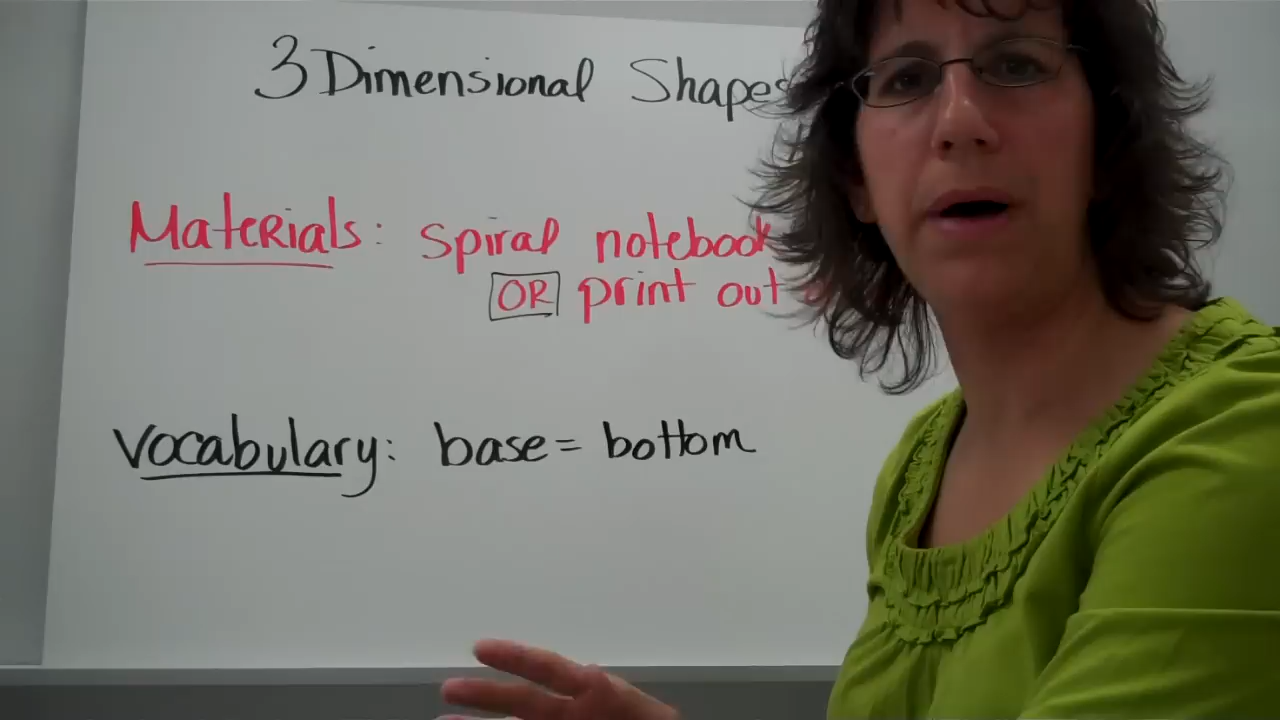 3 Dimensional Shapes
Materials: spiral notebook
OR print out
Vocabulary: base = bottom